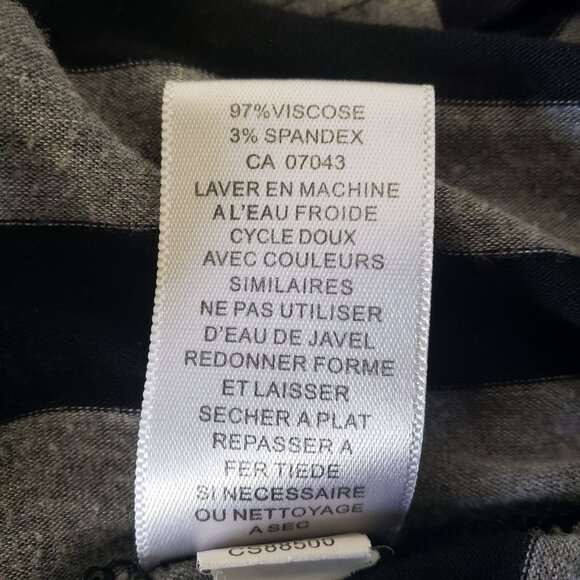 97%VISCOSE
3% SPANDEX
CA 07043
LAVER EN MACHINE
A L'EAU FROIDE
CYCLE DOUX
AVEC COULEURS
SIMILAIRES
NE PAS UTILISER
D'EAU DE JAVEL
REDONNER FORME
ET LAISSER
SECHER A PLAT
REPASSER A
FER TIEDE
SI NECESSAIRE
OU NETTOYAGE
A SEC
CS88500